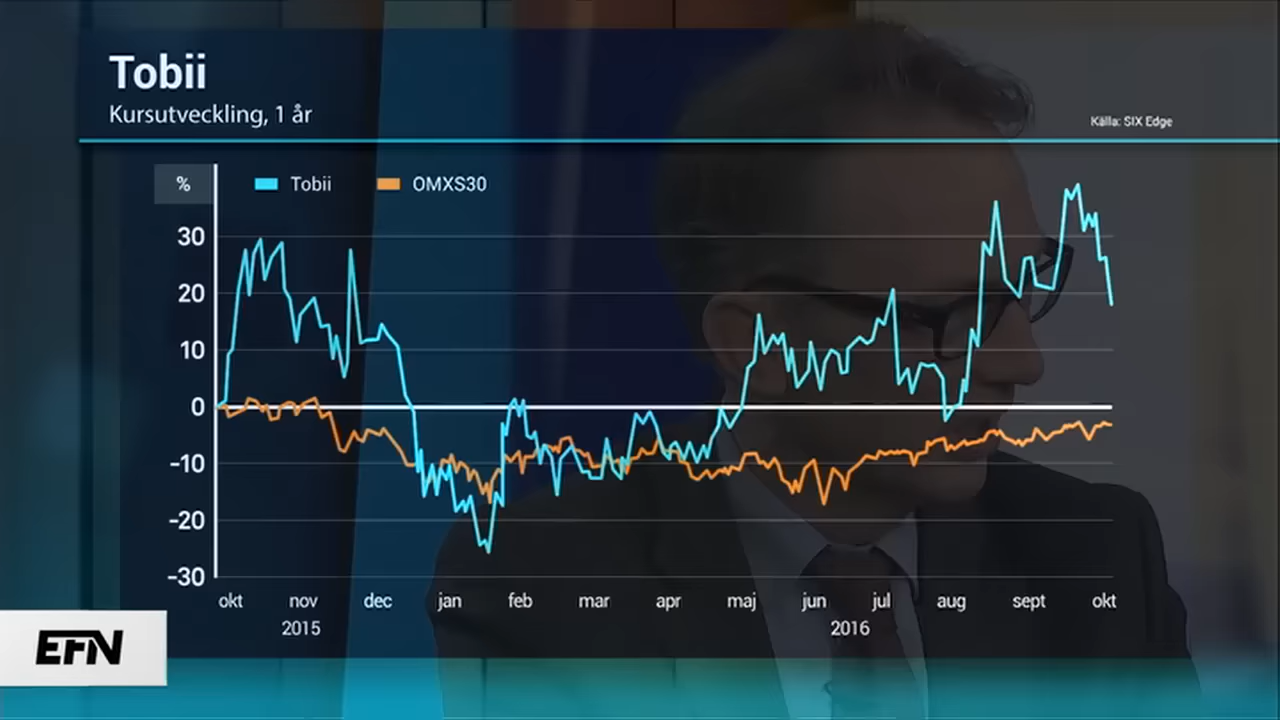 Tobii
Kursutveckling, 1 år
Källa: SIX Edge
% Tobii OMXS30
30
20
10
0
-10
-20
-30
okt nov dec jan feb mar apr maj jun jul aug sept okt
2015 2016
EFN